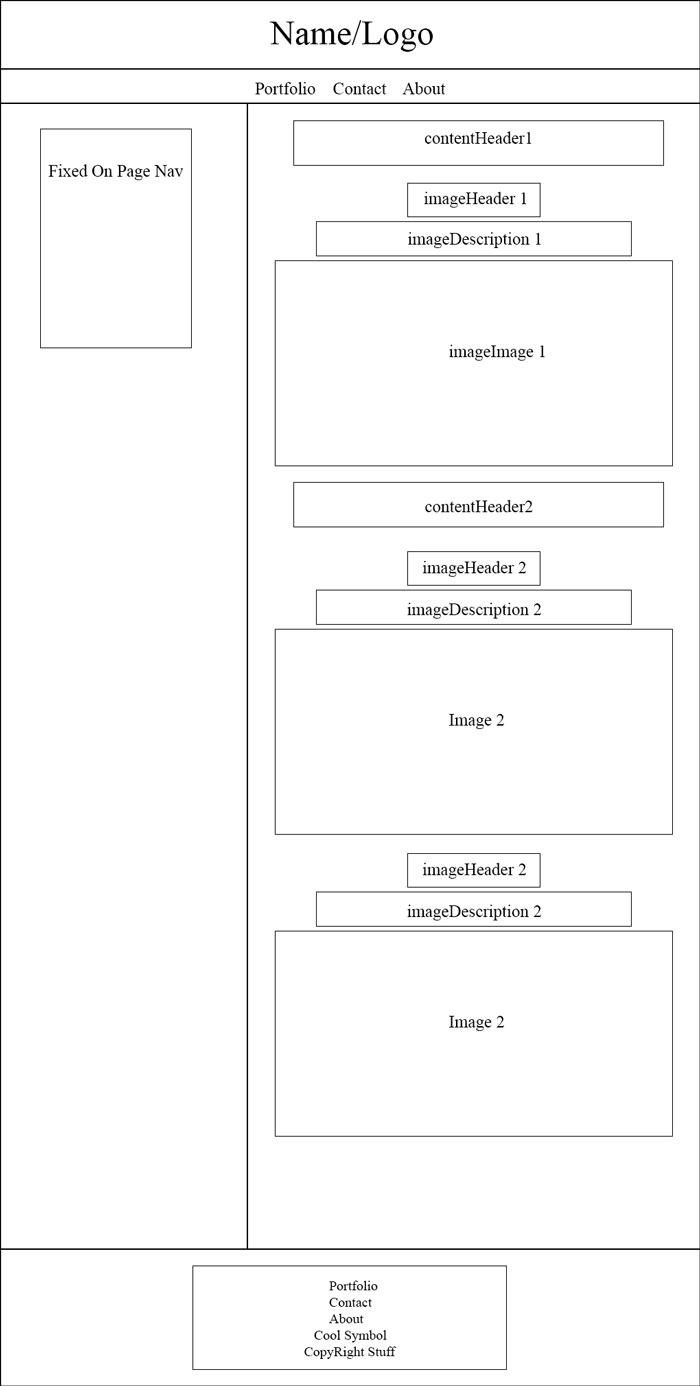 Name/Logo
Portfolio Contact About
Fixed On Page Nav
contentHeader1
imageHeader 1
imageDescription 1
imageImage 1
contentHeader2
imageHeader 2
imageDescription 2
Image 2
imageHeader 2
imageDescription 2
Image 2
Portfolio
Contact
About
Cool Symbol
CopyRight Stuff